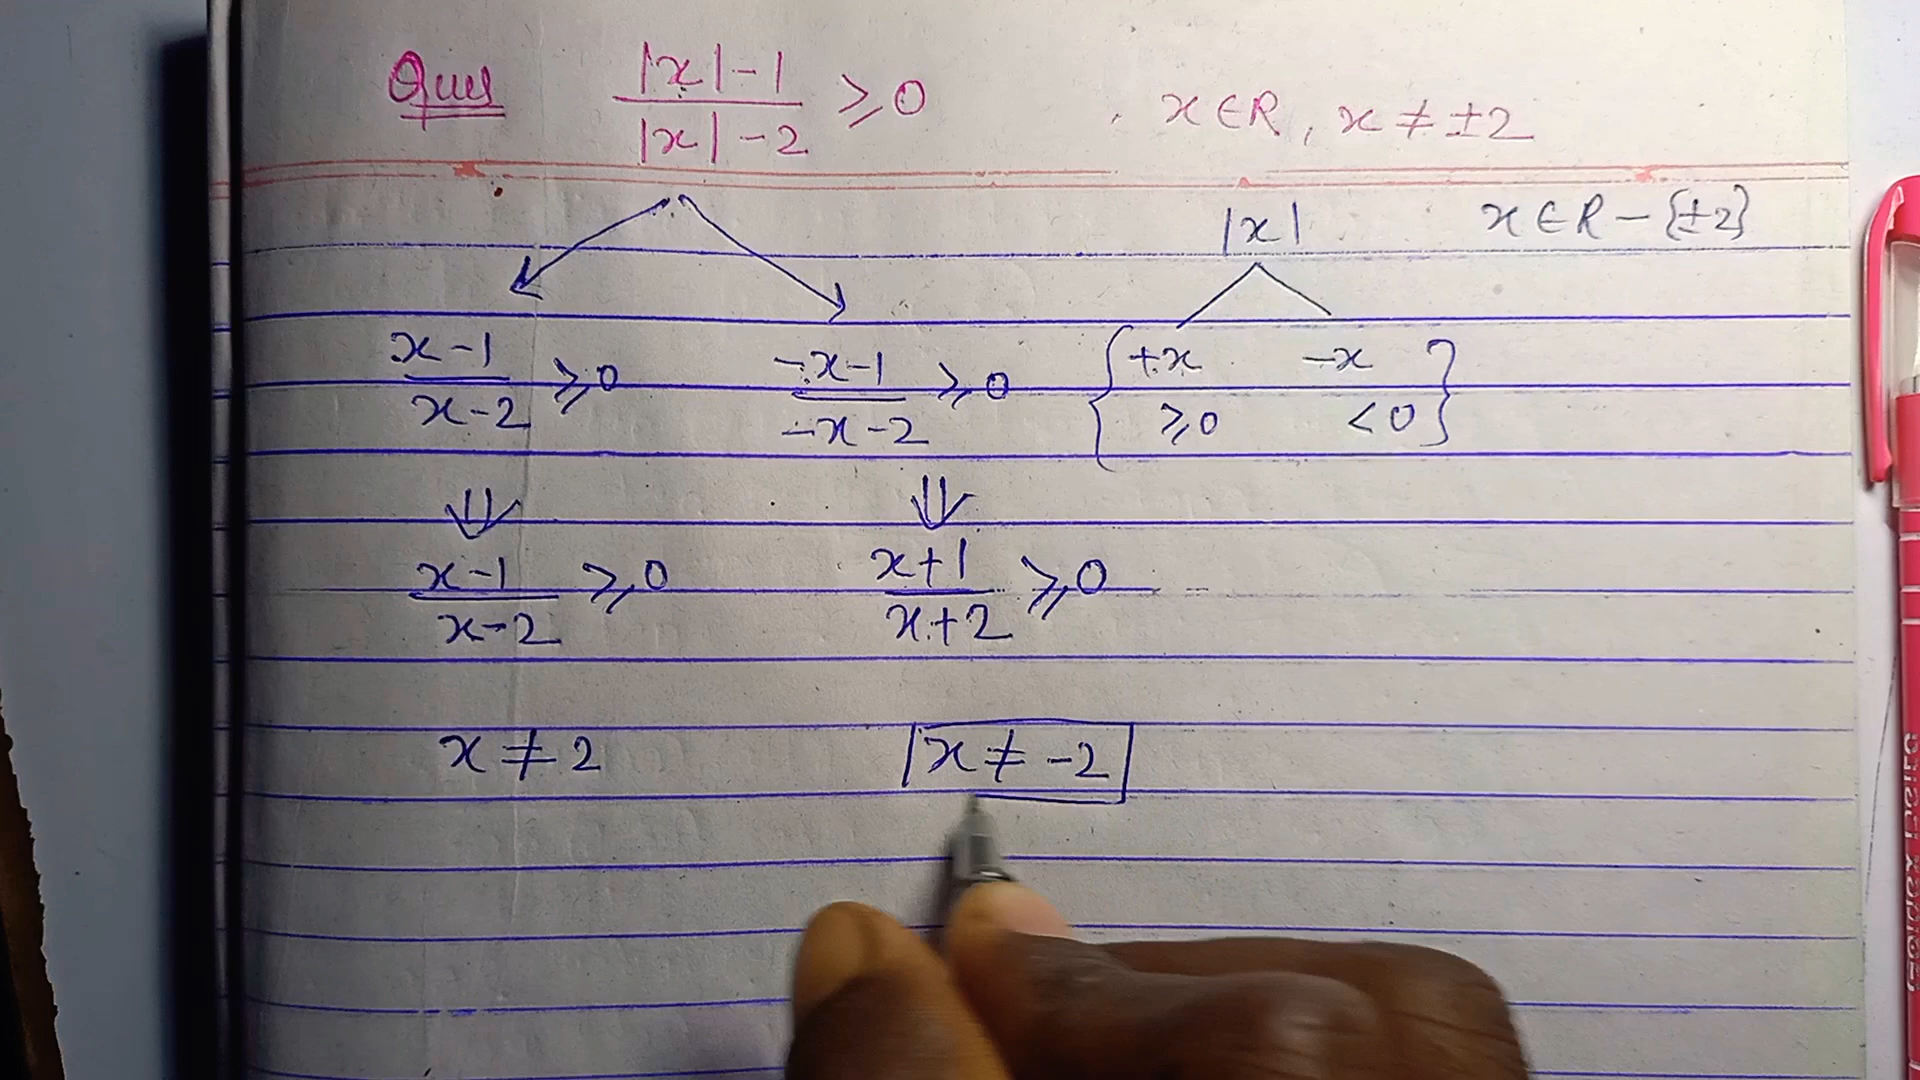 Ques |x|-1 / |x|-2 ≥ 0 , x ∈ R, x ≠ ±2
|x| x ∈ R - {±2}
x-1 / x-2 ≥ 0 -x-1 / -x-2 ≥ 0 { +x -x }
{ ≥0 <0 }
⇓ ⇓
x-1 / x-2 ≥ 0 x+1 / x+2 ≥ 0
x ≠ 2 x ≠ -2